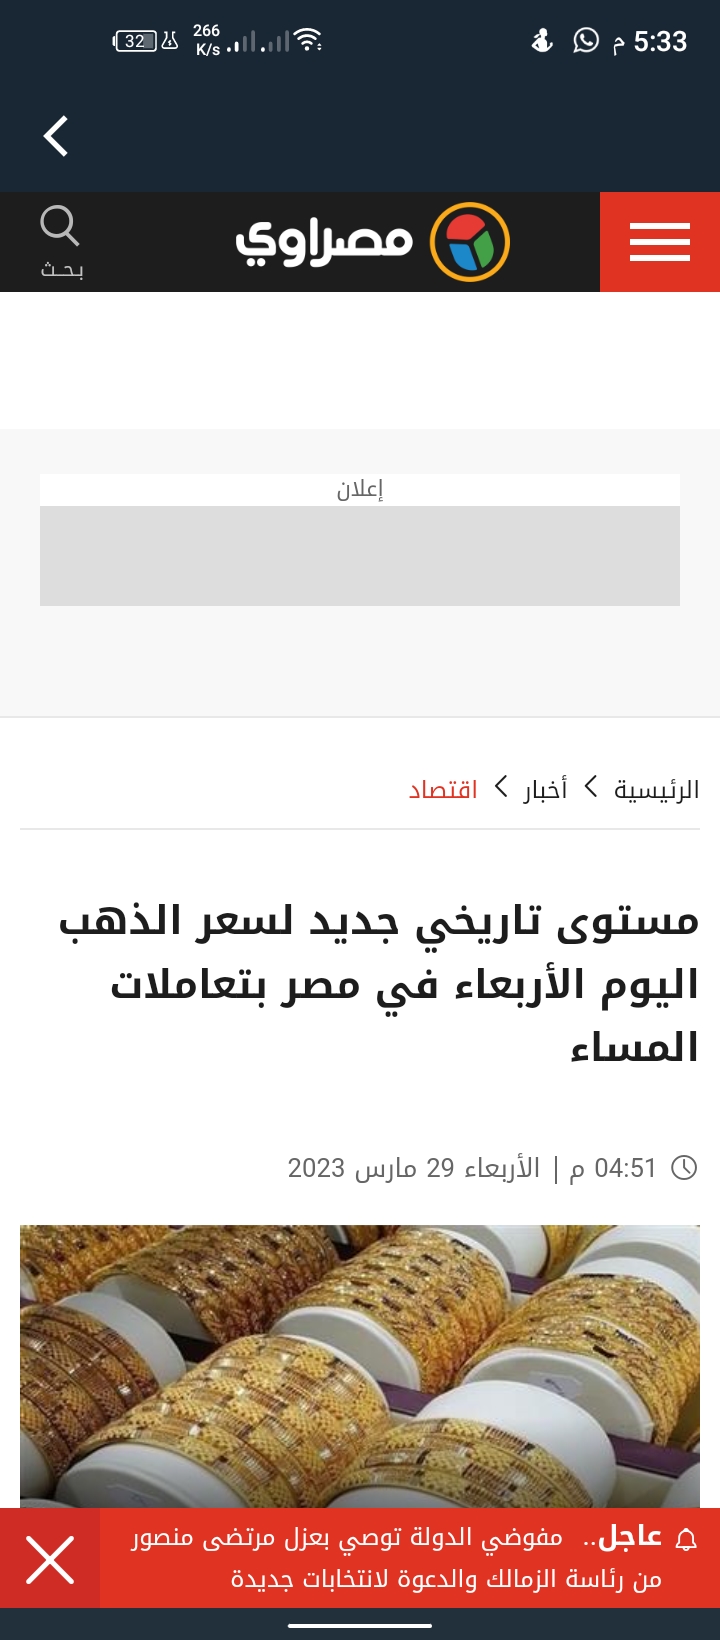 5:33 م
266
K/s
32
مصراوي
بحث
إعلان
الرئيسية > أخبار > اقتصاد
مستوى تاريخي جديد لسعر الذهب
اليوم الأربعاء في مصر بتعاملات
المساء
04:51 م | الأربعاء 29 مارس 2023
عاجل.. مفوضي الدولة توصي بعزل مرتضى منصور
من رئاسة الزمالك والدعوة لانتخابات جديدة